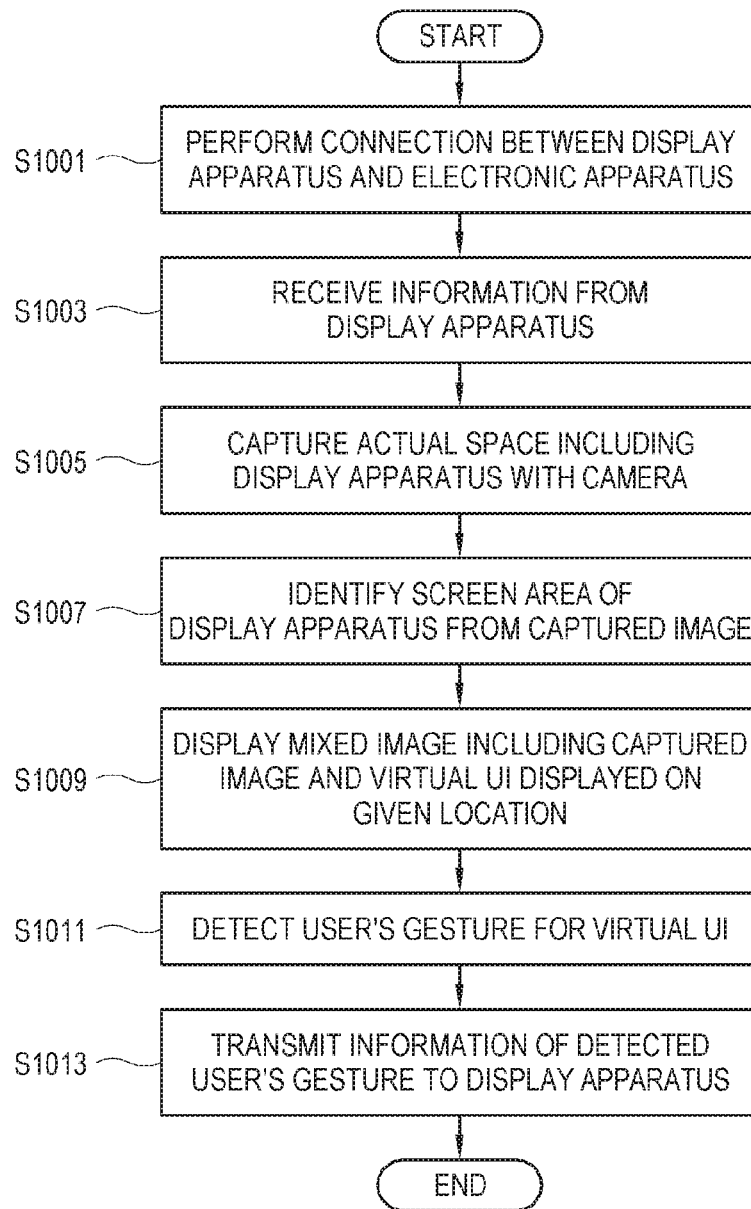 START
S1001
PERFORM CONNECTION BETWEEN DISPLAY
APPARATUS AND ELECTRONIC APPARATUS
S1003
RECEIVE INFORMATION FROM
DISPLAY APPARATUS
S1005
CAPTURE ACTUAL SPACE INCLUDING
DISPLAY APPARATUS WITH CAMERA
S1007
IDENTIFY SCREEN AREA OF
DISPLAY APPARATUS FROM CAPTURED IMAGE
S1009
DISPLAY MIXED IMAGE INCLUDING CAPTURED
IMAGE AND VIRTUAL UI DISPLAYED ON
GIVEN LOCATION
S1011
DETECT USER'S GESTURE FOR VIRTUAL UI
S1013
TRANSMIT INFORMATION OF DETECTED
USER'S GESTURE TO DISPLAY APPARATUS
END